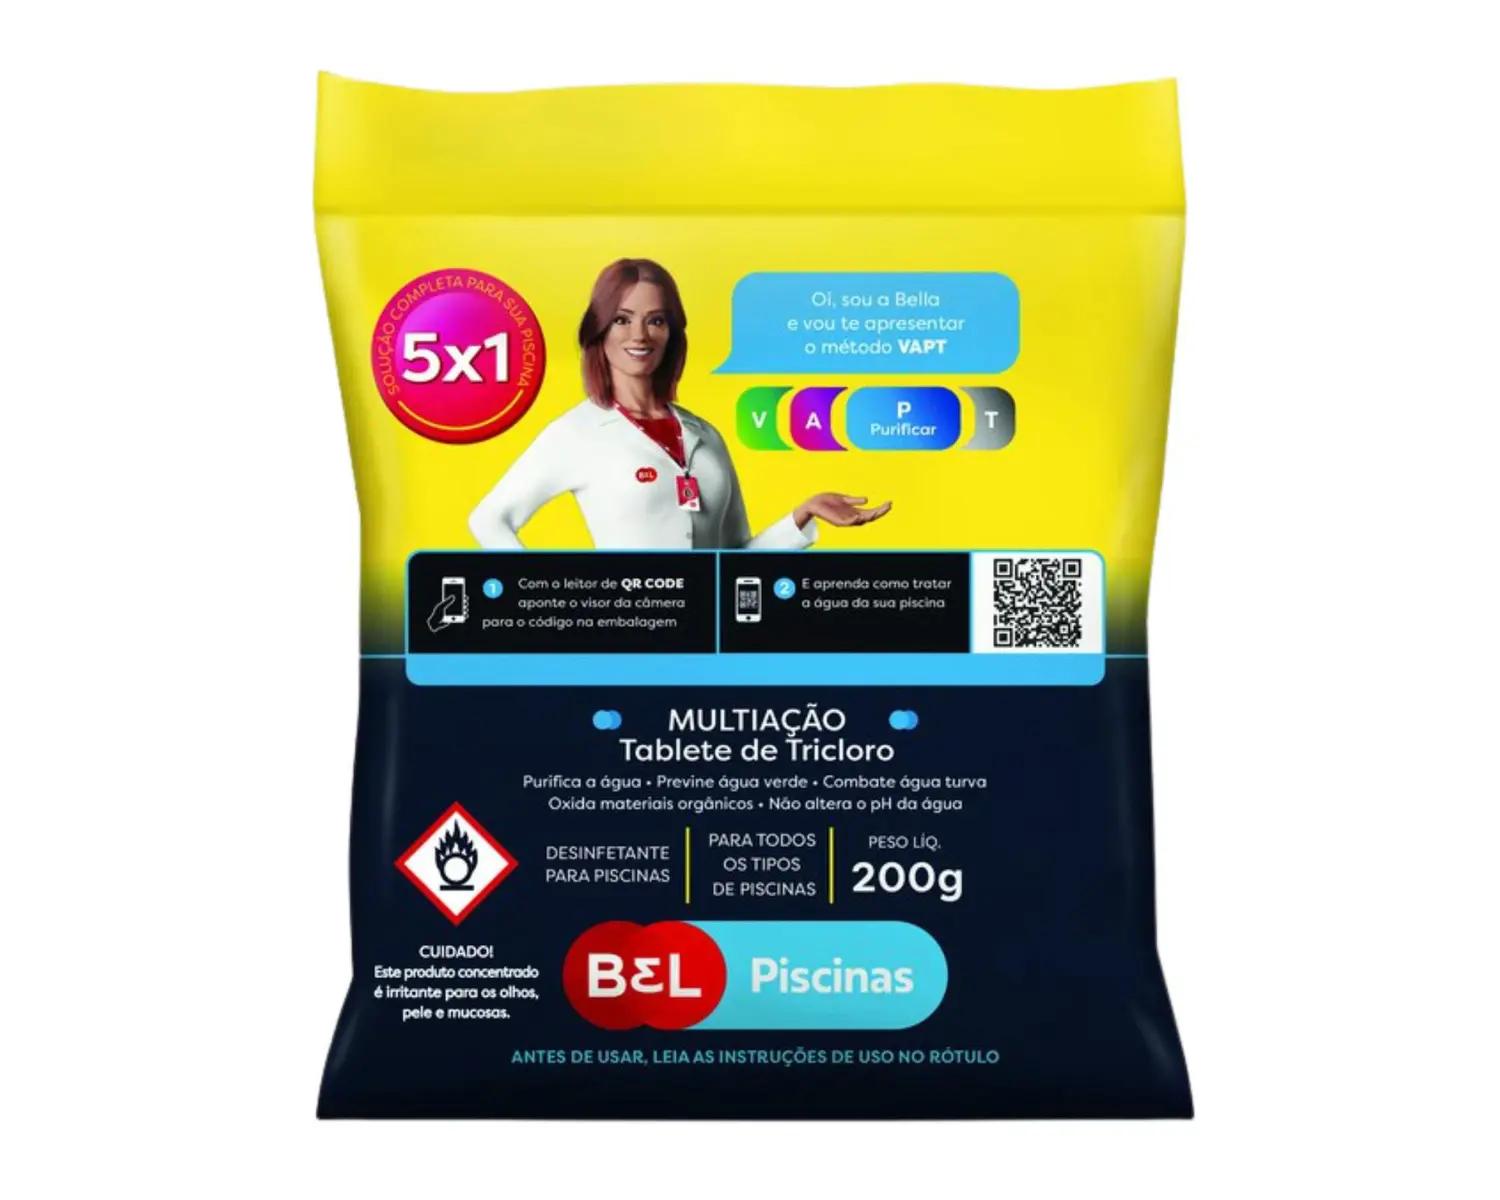 SOLUÇÃO COMPLETA PARA SUA PISCINA
5x1
Oi, sou a Bella
e vou te apresentar
o método VAPT
V A P T
Purificar
BEL
1 Com o leitor de QR CODE
aponte o visor da câmera
para o código na embalagem
2 E aprenda como tratar
a água da sua piscina
MULTIAÇÃO
Tablete de Tricloro
Purifica a água • Previne água verde • Combate água turva
Oxida materiais orgânicos • Não altera o pH da água
DESINFETANTE
PARA PISCINAS
PARA TODOS
OS TIPOS
DE PISCINAS
PESO LÍQ.
200g
CUIDADO!
Este produto concentrado
é irritante para os olhos,
pele e mucosas.
BEL Piscinas
ANTES DE USAR, LEIA AS INSTRUÇÕES DE USO NO RÓTULO